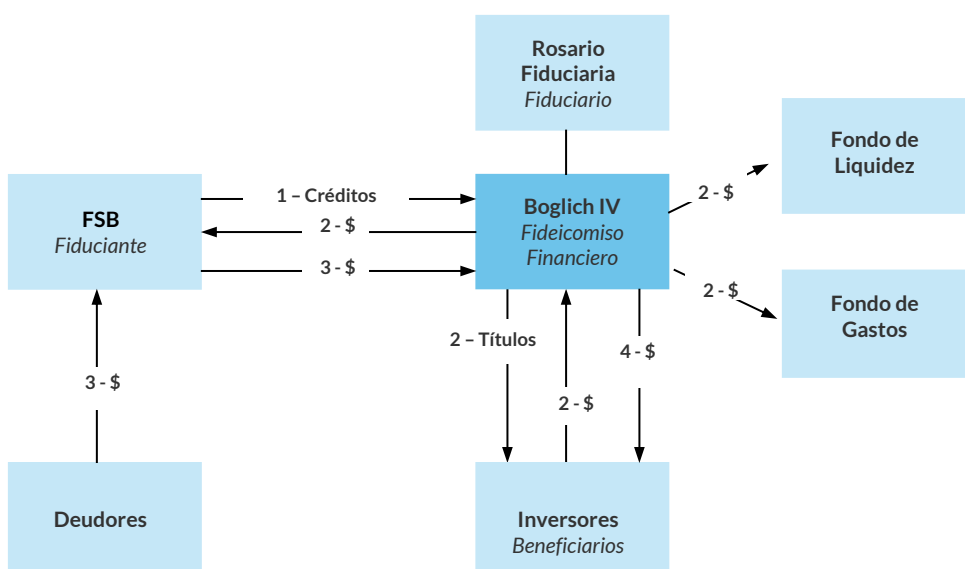 Rosario
Fiduciaria
Fiduciario
Fondo de
Liquidez
1 – Créditos
2 - $
FSB
Fiduciante
2 - $
Boglich IV
Fideicomiso
Financiero
3 - $
2 - $
Fondo de
Gastos
2 – Títulos
4 - $
3 - $
2 - $
Deudores
Inversores
Beneficiarios